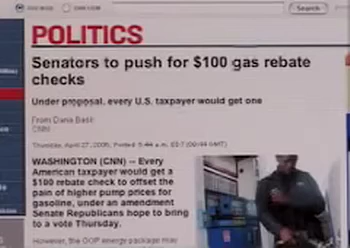 Search
POLITICS
Senators to push for $100 gas rebate
checks
Under proposal, every U.S. taxpayer would get one
From Dana Bash
CNN
WASHINGTON (CNN) -- Every
American taxpayer would get a
$100 rebate check to offset the
pain of higher pump prices for
gasoline, under an amendment
Senate Republicans hope to bring
to a vote Thursday.
However, the GOP energy package may